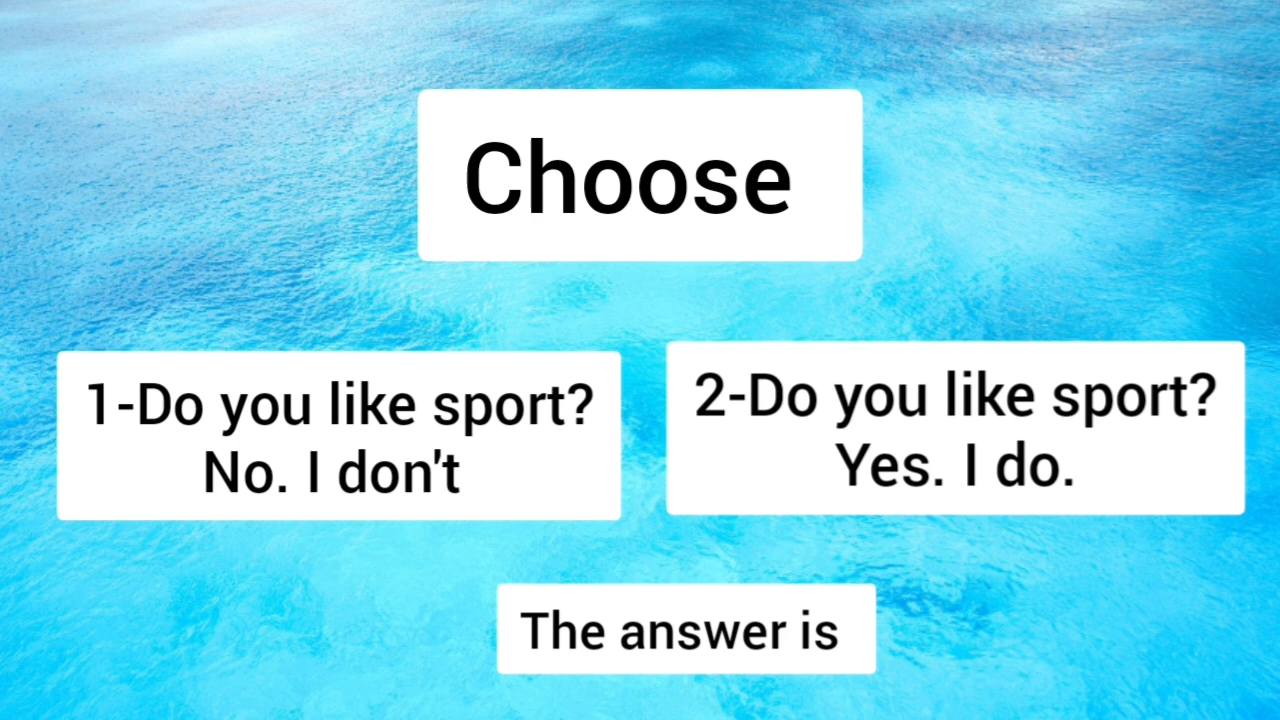 Choose
1-Do you like sport?
No. I don't
2-Do you like sport?
Yes. I do.
The answer is